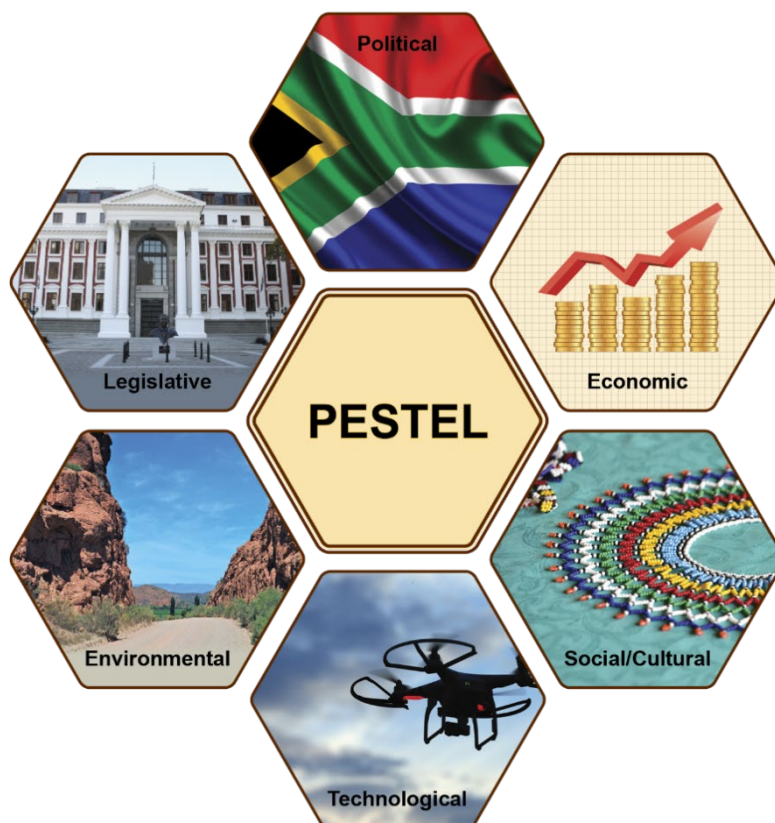 Political
Economic
Social/Cultural
Technological
Environmental
Legislative
PESTEL